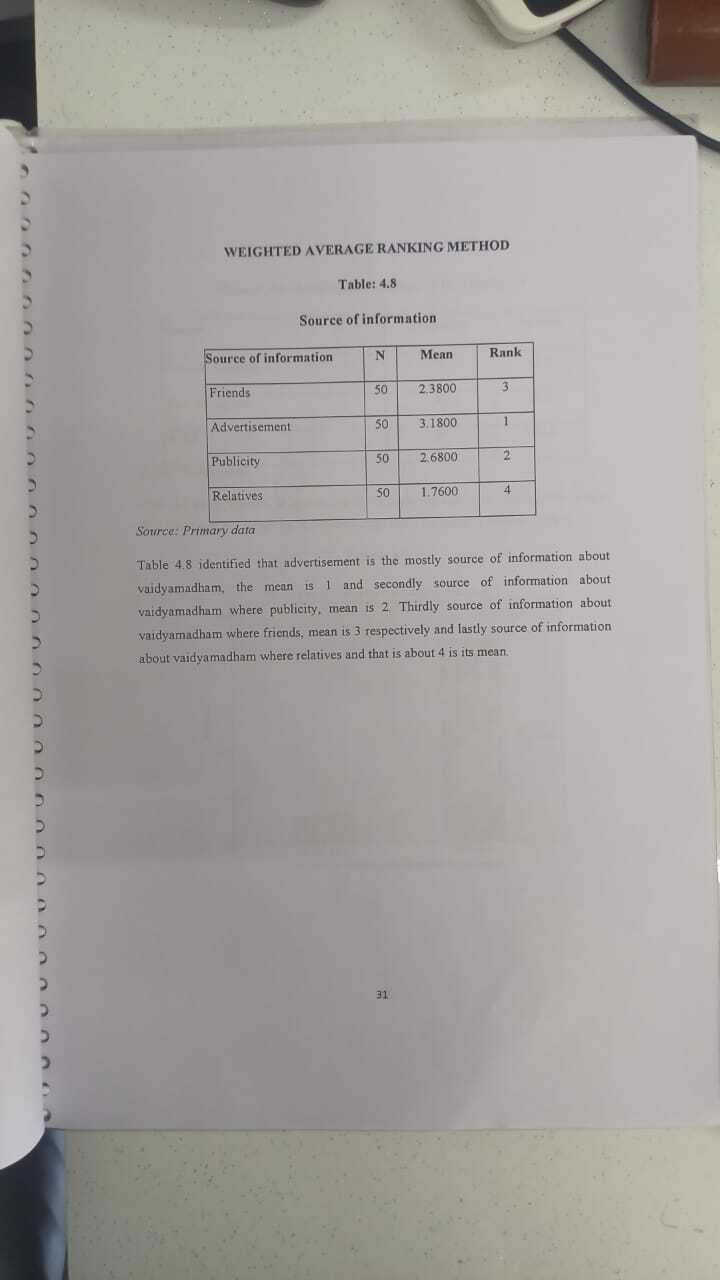 WEIGHTED AVERAGE RANKING METHOD
Table: 4.8
Source of information
Source of information N Mean Rank
Friends 50 2.3800 3
Advertisement 50 3.1800 1
Publicity 50 2.6800 2
Relatives 50 1.7600 4
Source: Primary data
Table 4.8 identified that advertisement is the mostly source of information about
vaidyamadham, the mean is 1 and secondly source of information about
vaidyamadham where publicity, mean is 2. Thirdly source of information about
vaidyamadham where friends, mean is 3 respectively and lastly source of information
about vaidyamadham where relatives and that is about 4 is its mean.
31